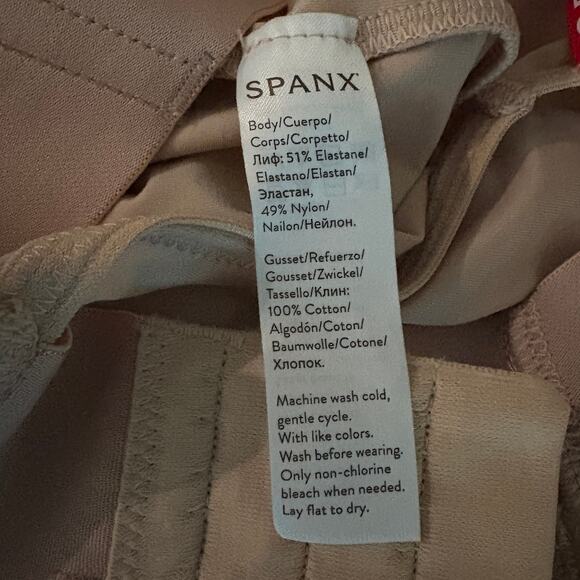 SPANX
Body/Cuerpo/
Corps/Corpetto/
Лиф: 51% Elastane/
Elastano/Elastan/
Эластан,
49% Nylon/
Nailon/Нейлон.
Gusset/Refuerzo/
Gousset/Zwickel/
Tassello/Клин:
100% Cotton/
Algodón/Coton/
Baumwolle/Cotone/
Хлопок.
Machine wash cold,
gentle cycle.
With like colors.
Wash before wearing.
Only non-chlorine
bleach when needed.
Lay flat to dry.